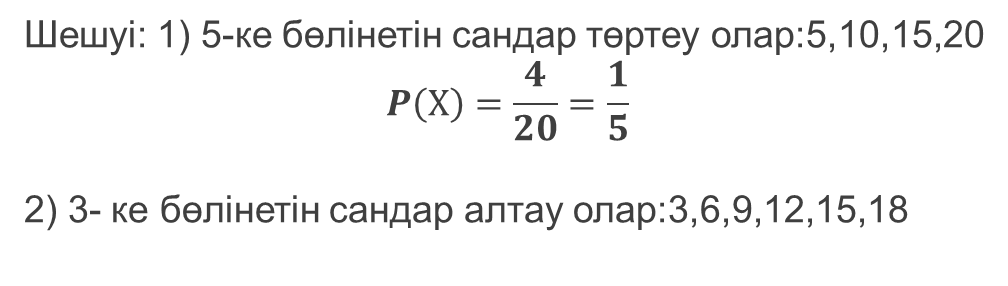 Шешуі: 1) 5-ке бөлінетін сандар төртеу олар:5,10,15,20
P(X) = 4/20 = 1/5
2) 3- ке бөлінетін сандар алтау олар:3,6,9,12,15,18